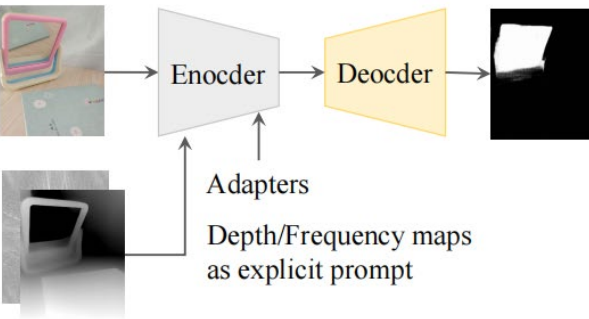 Enocder
Deocder
Adapters
Depth/Frequency maps
as explicit prompt